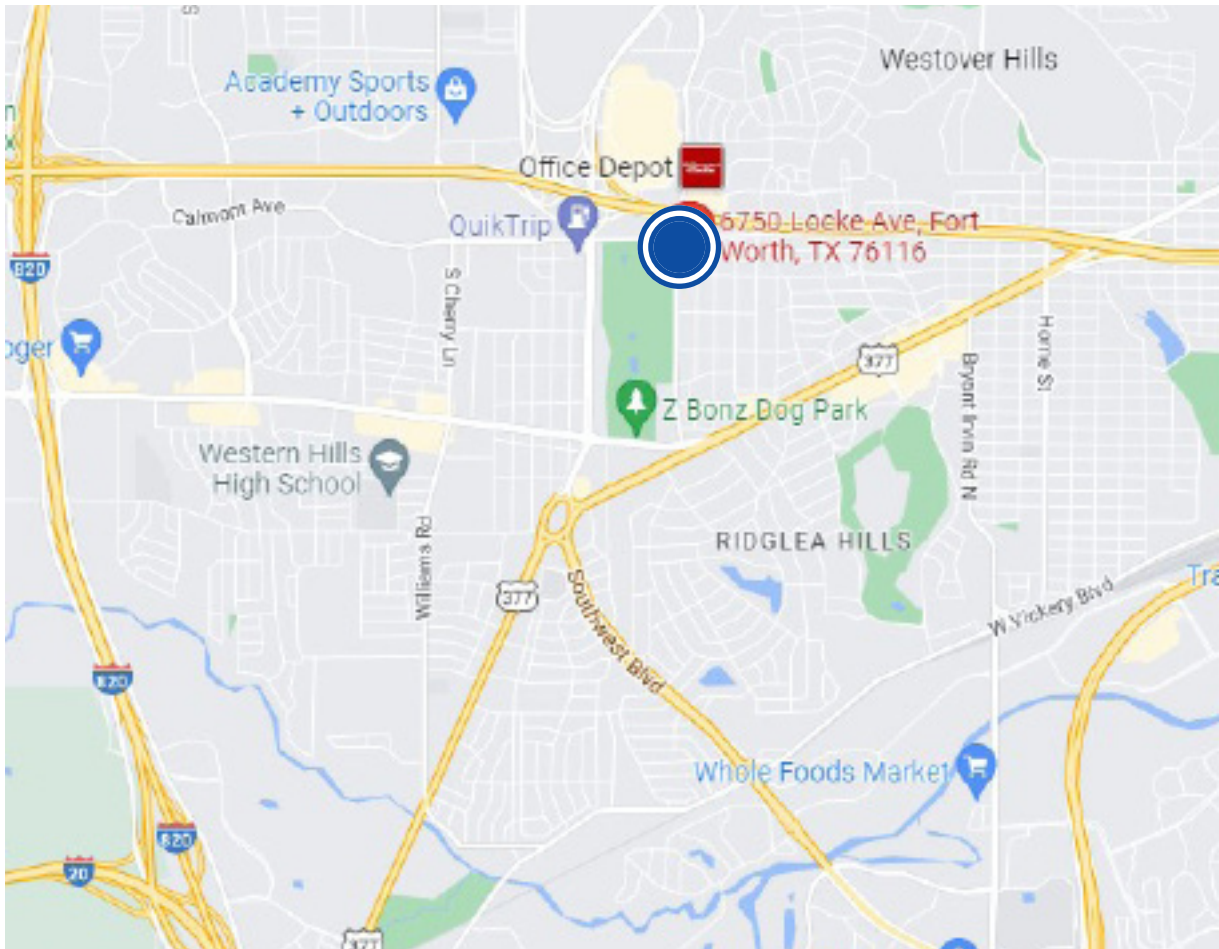 Westover Hills
Academy Sports
+ Outdoors
Office Depot
Calmont Ave
QuikTrip
6750 Locke Ave, Fort
Worth, TX 76116
820
S Cherry Ln
Horne St
oger
377
Bryant Irvin Rd N
Z Bonz Dog Park
Western Hills
High School
RIDGLEA HILLS
Williams Rd
377
Southwest Blvd
W Vickery Blvd
Tra
820
Whole Foods Market
820
20
377